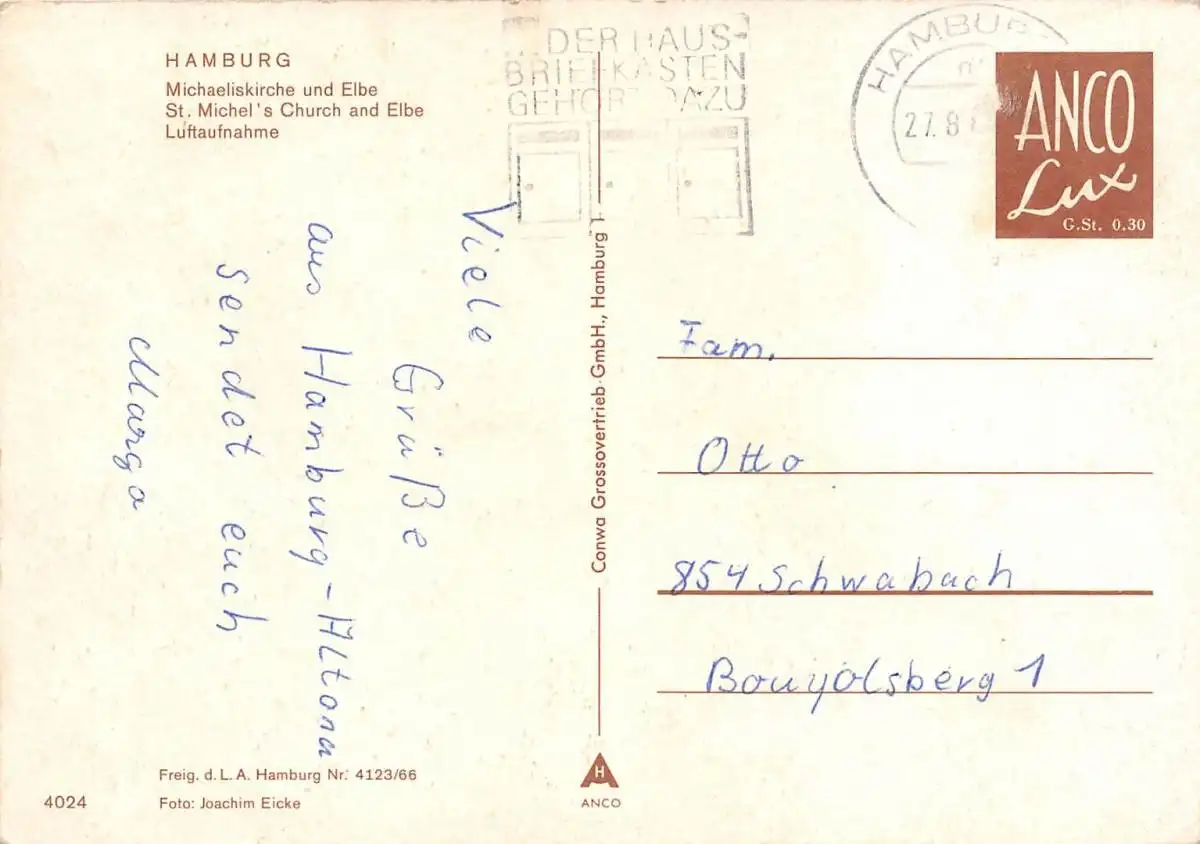 HAMBURG
Michaeliskirche und Elbe
St. Michel's Church and Elbe
Luftaufnahme
DER HAUS-
BRIEFKASTEN
GEHÖRT DAZU
HAMBURG
27.8
ANCO
Lux
G.St. 0.30
Viele
Grüße
aus Hamburg-Altona
sendet euch
Marga
Conwa Grossovertrieb GmbH., Hamburg 1
Fam.
Otto
854 Schwabach
Bouyolsberg 1
Freig. d. L. A. Hamburg Nr. 4123/66
4024
Foto: Joachim Eicke
H
ANCO